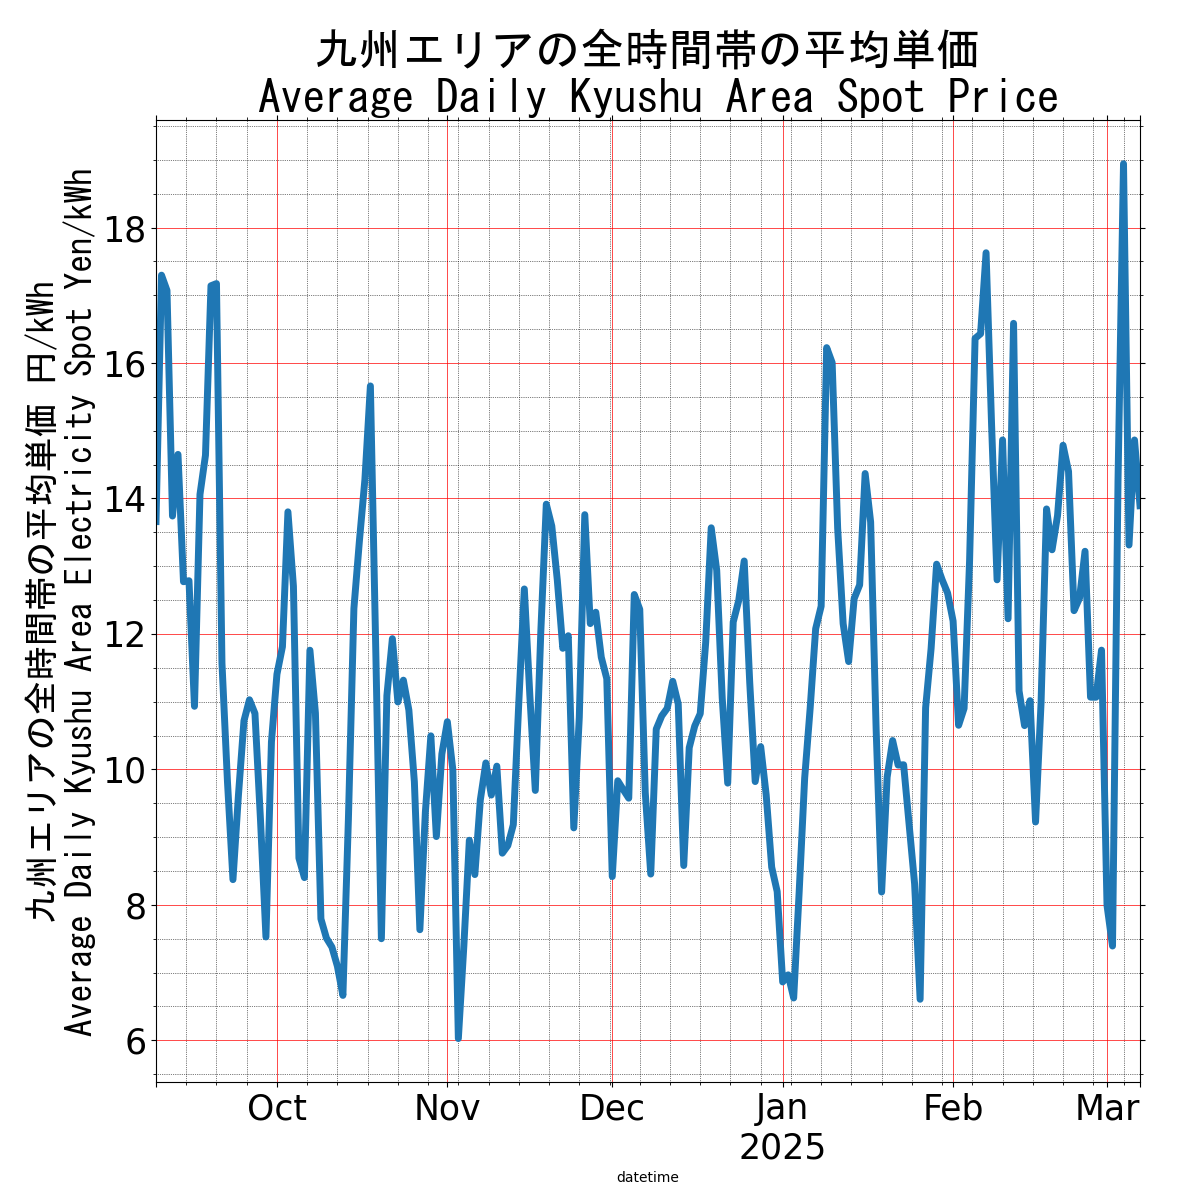 九州エリアの全時間帯の平均単価
Average Daily Kyushu Area Spot Price
九州エリアの全時間帯の平均単価 円/kWh
Average Daily Kyushu Area Electricity Spot Yen/kWh
18
16
14
12
10
8
6
Oct Nov Dec Jan Feb Mar
2025
datetime